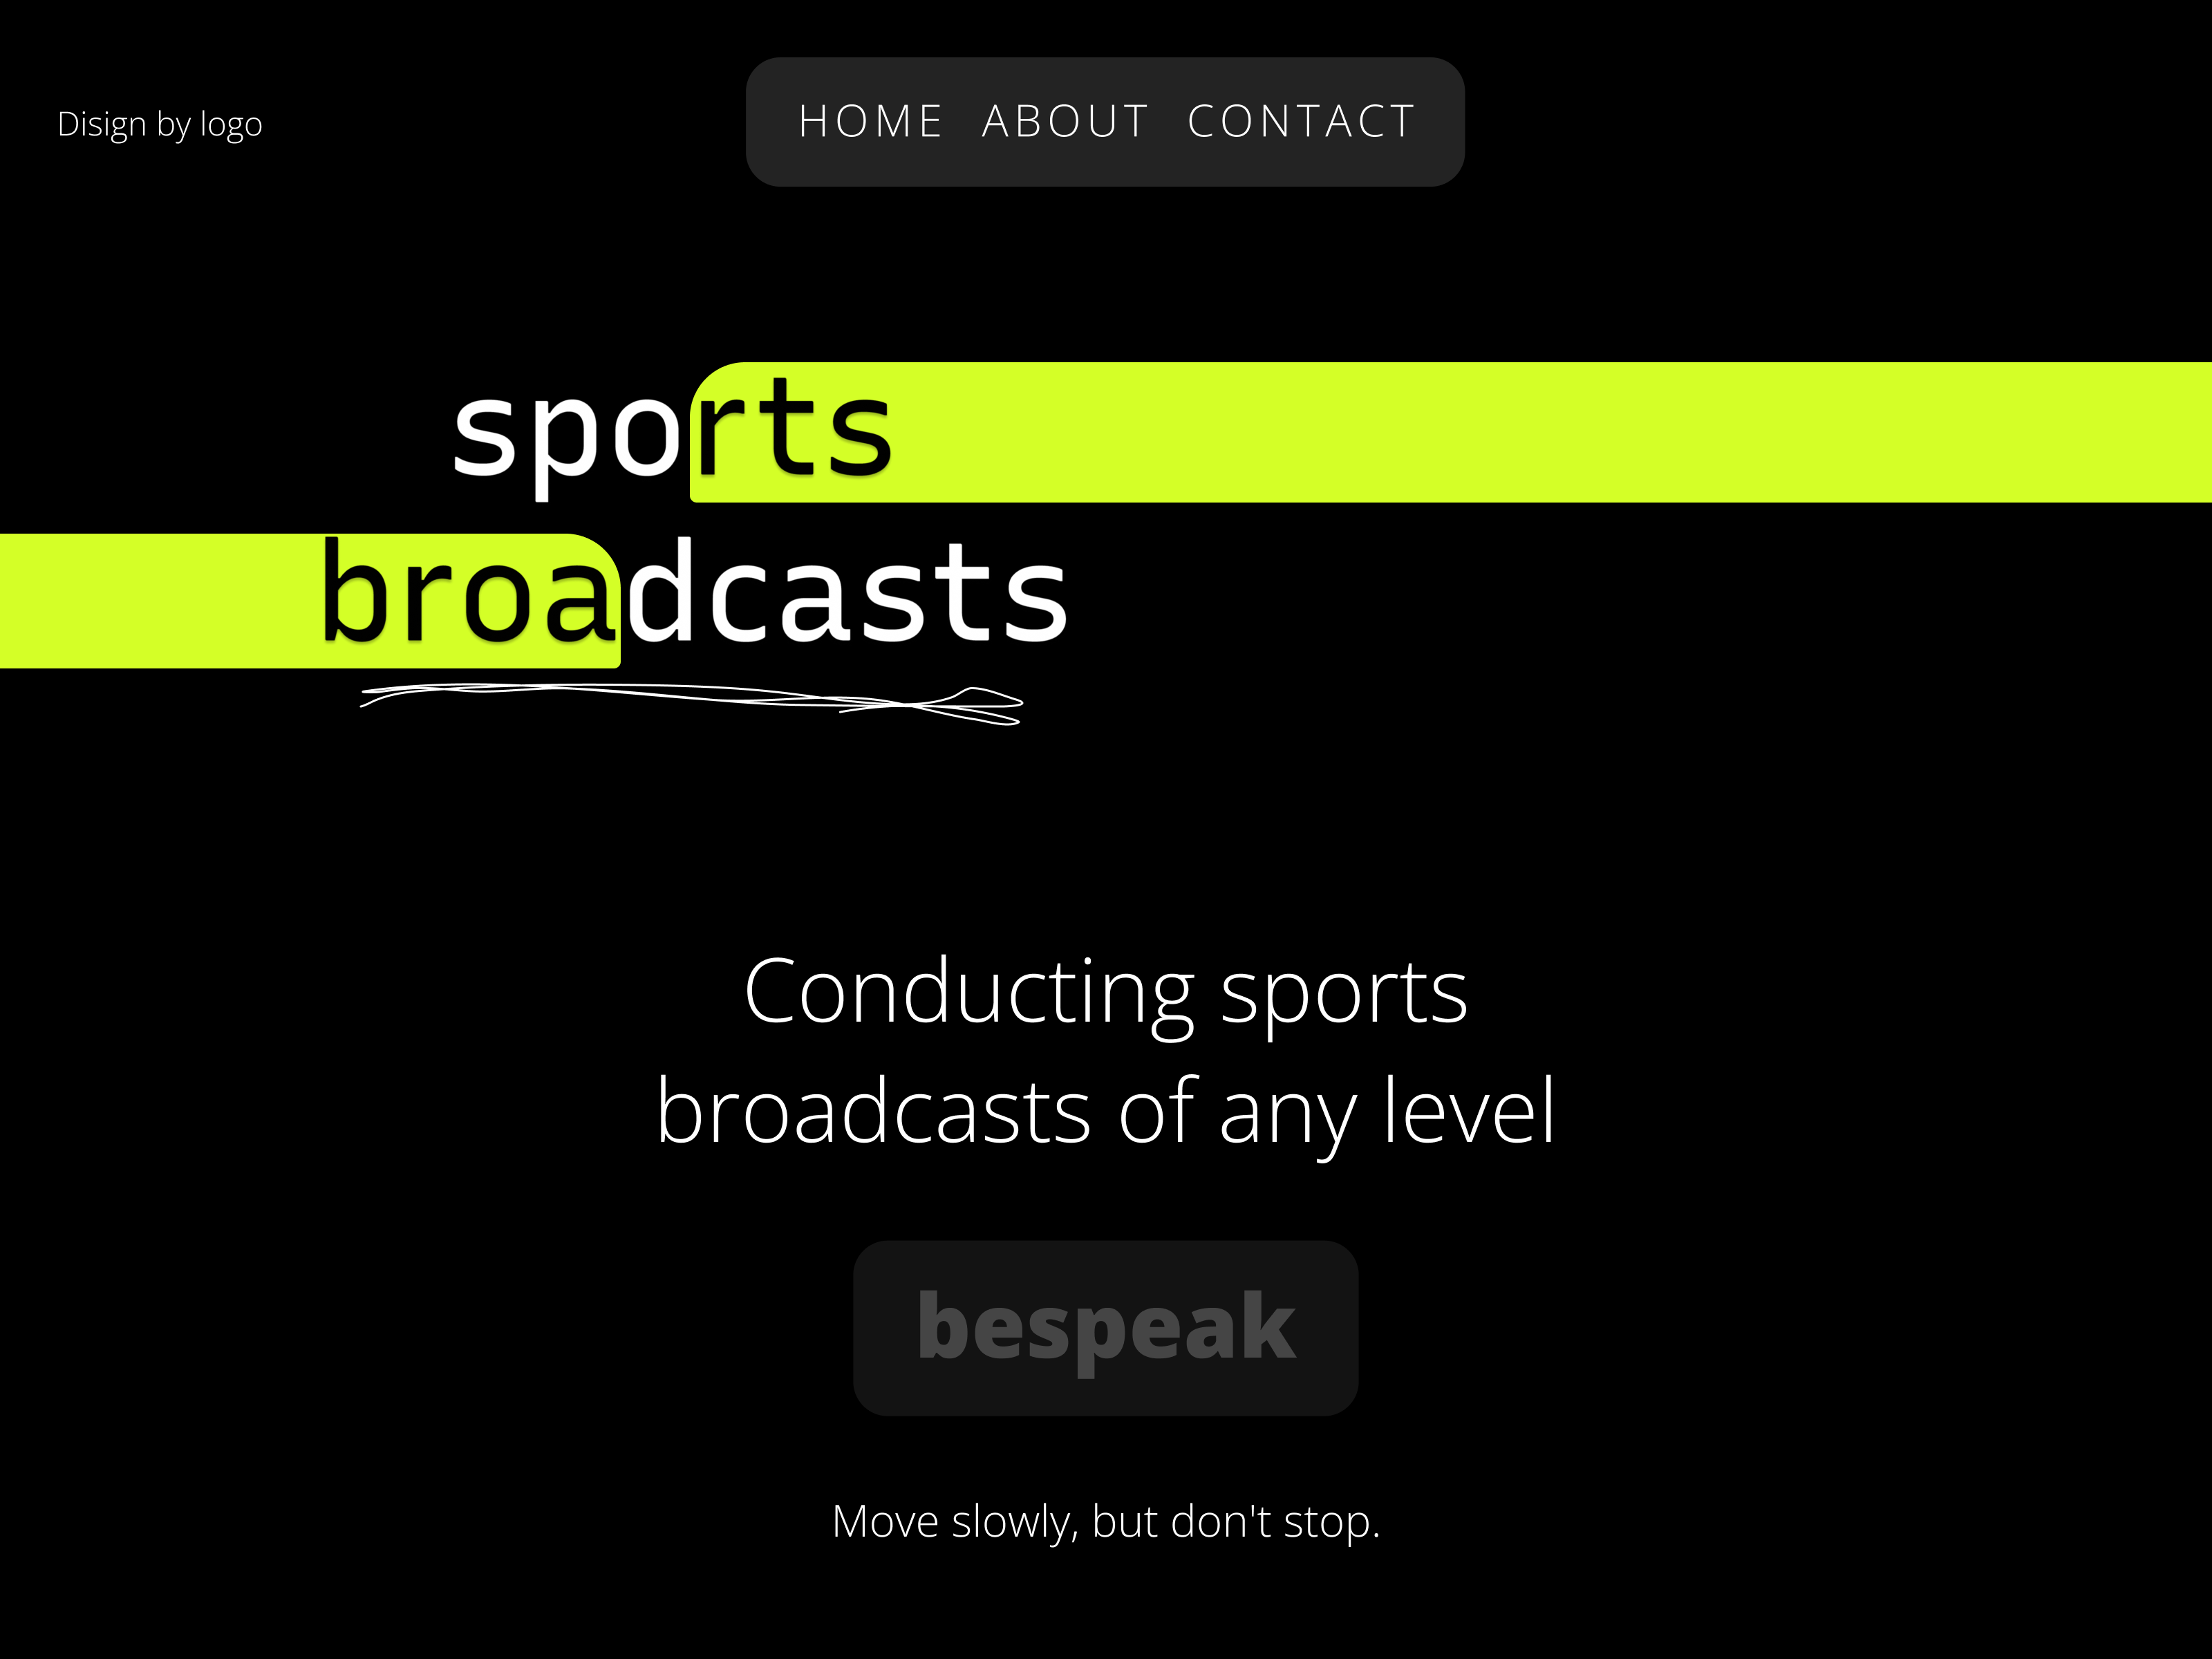 Disign by logo
HOME ABOUT CONTACT
sports
broadcasts
Conducting sports
broadcasts of any level
bespeak
Move slowly, but don't stop.